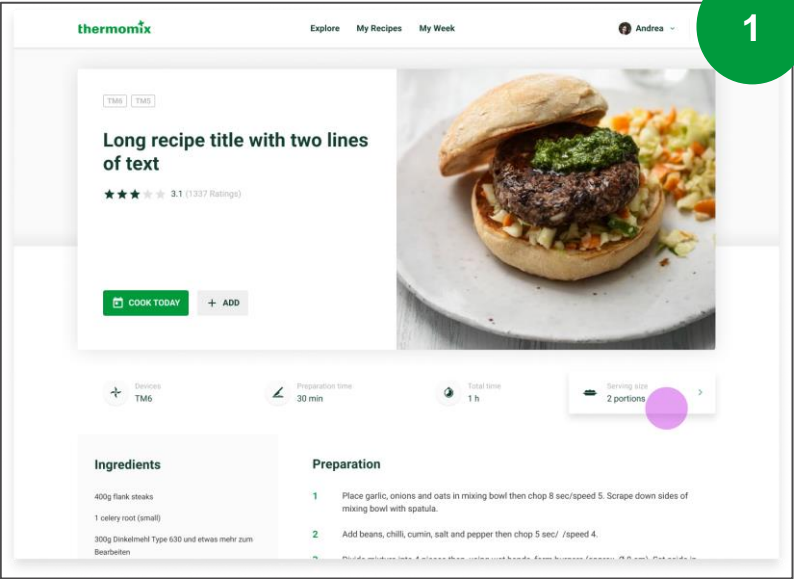 thermomix
Explore My Recipes My Week
Andrea
1
TM6 TM5
Long recipe title with two lines
of text
3.1 (1337 Ratings)
COOK TODAY
+ ADD
Devices
TM6
Preparation time
30 min
Total time
1 h
Serving size
2 portions
Ingredients
400g flank steaks
1 celery root (small)
300g Dinkelmehl Type 630 und etwas mehr zum
Bearbeiten
Preparation
1 Place garlic, onions and oats in mixing bowl then chop 8 sec/speed 5. Scrape down sides of
mixing bowl with spatula.
2 Add beans, chilli, cumin, salt and pepper then chop 5 sec/ /speed 4.